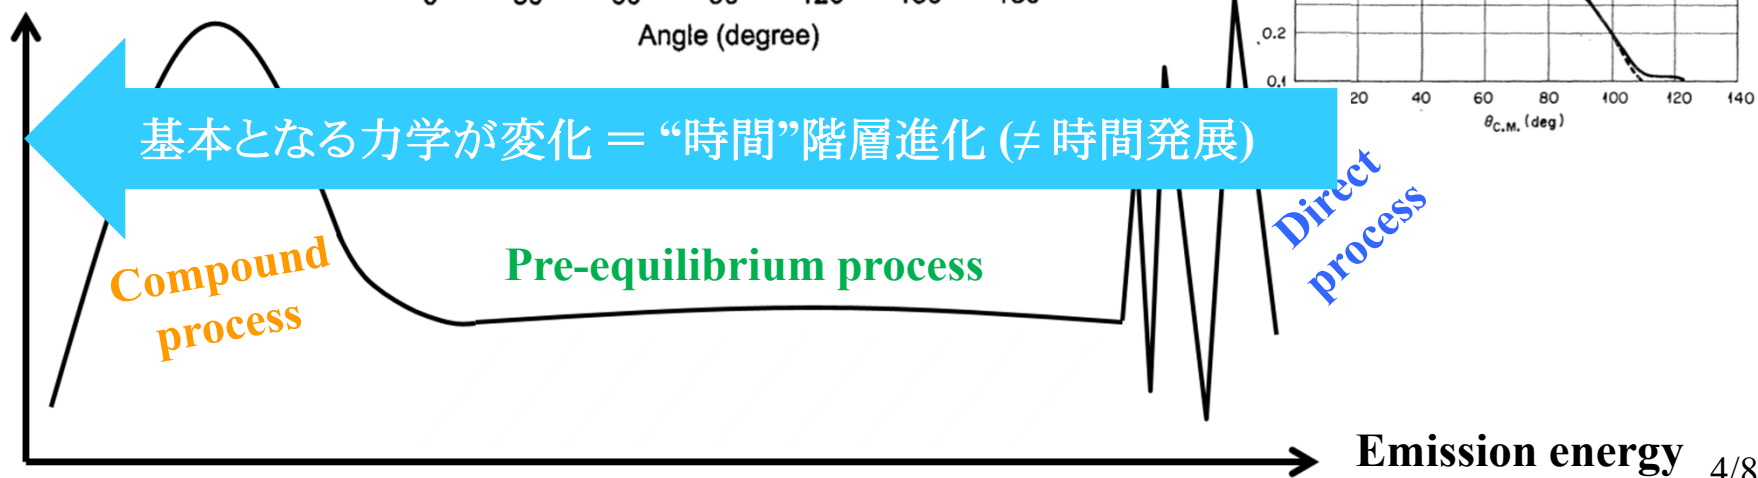 Angle (degree)
0.2
0.1
20 40 60 80 100 120 140
θC.M. (deg)
基本となる力学が変化 ＝ “時間”階層進化 (≠ 時間発展)
Direct
process
Compound
process
Pre-equilibrium process
Emission energy
4/8